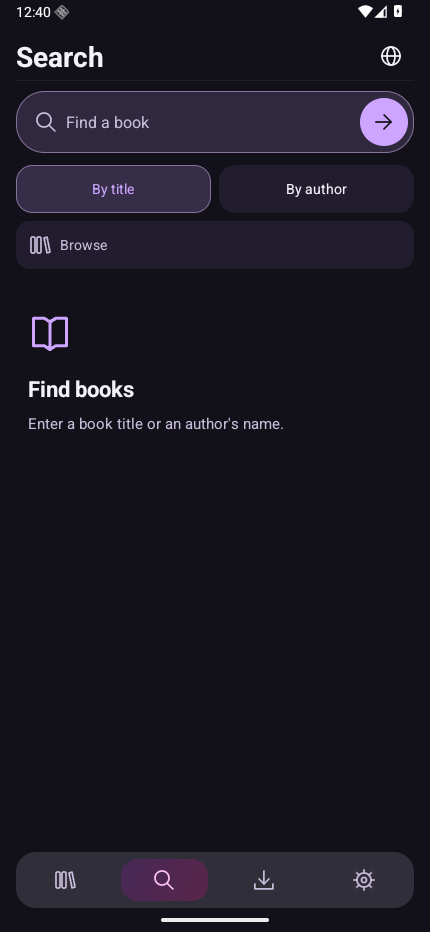 12:40
Search
Find a book
By title
By author
Browse
Find books
Enter a book title or an author's name.